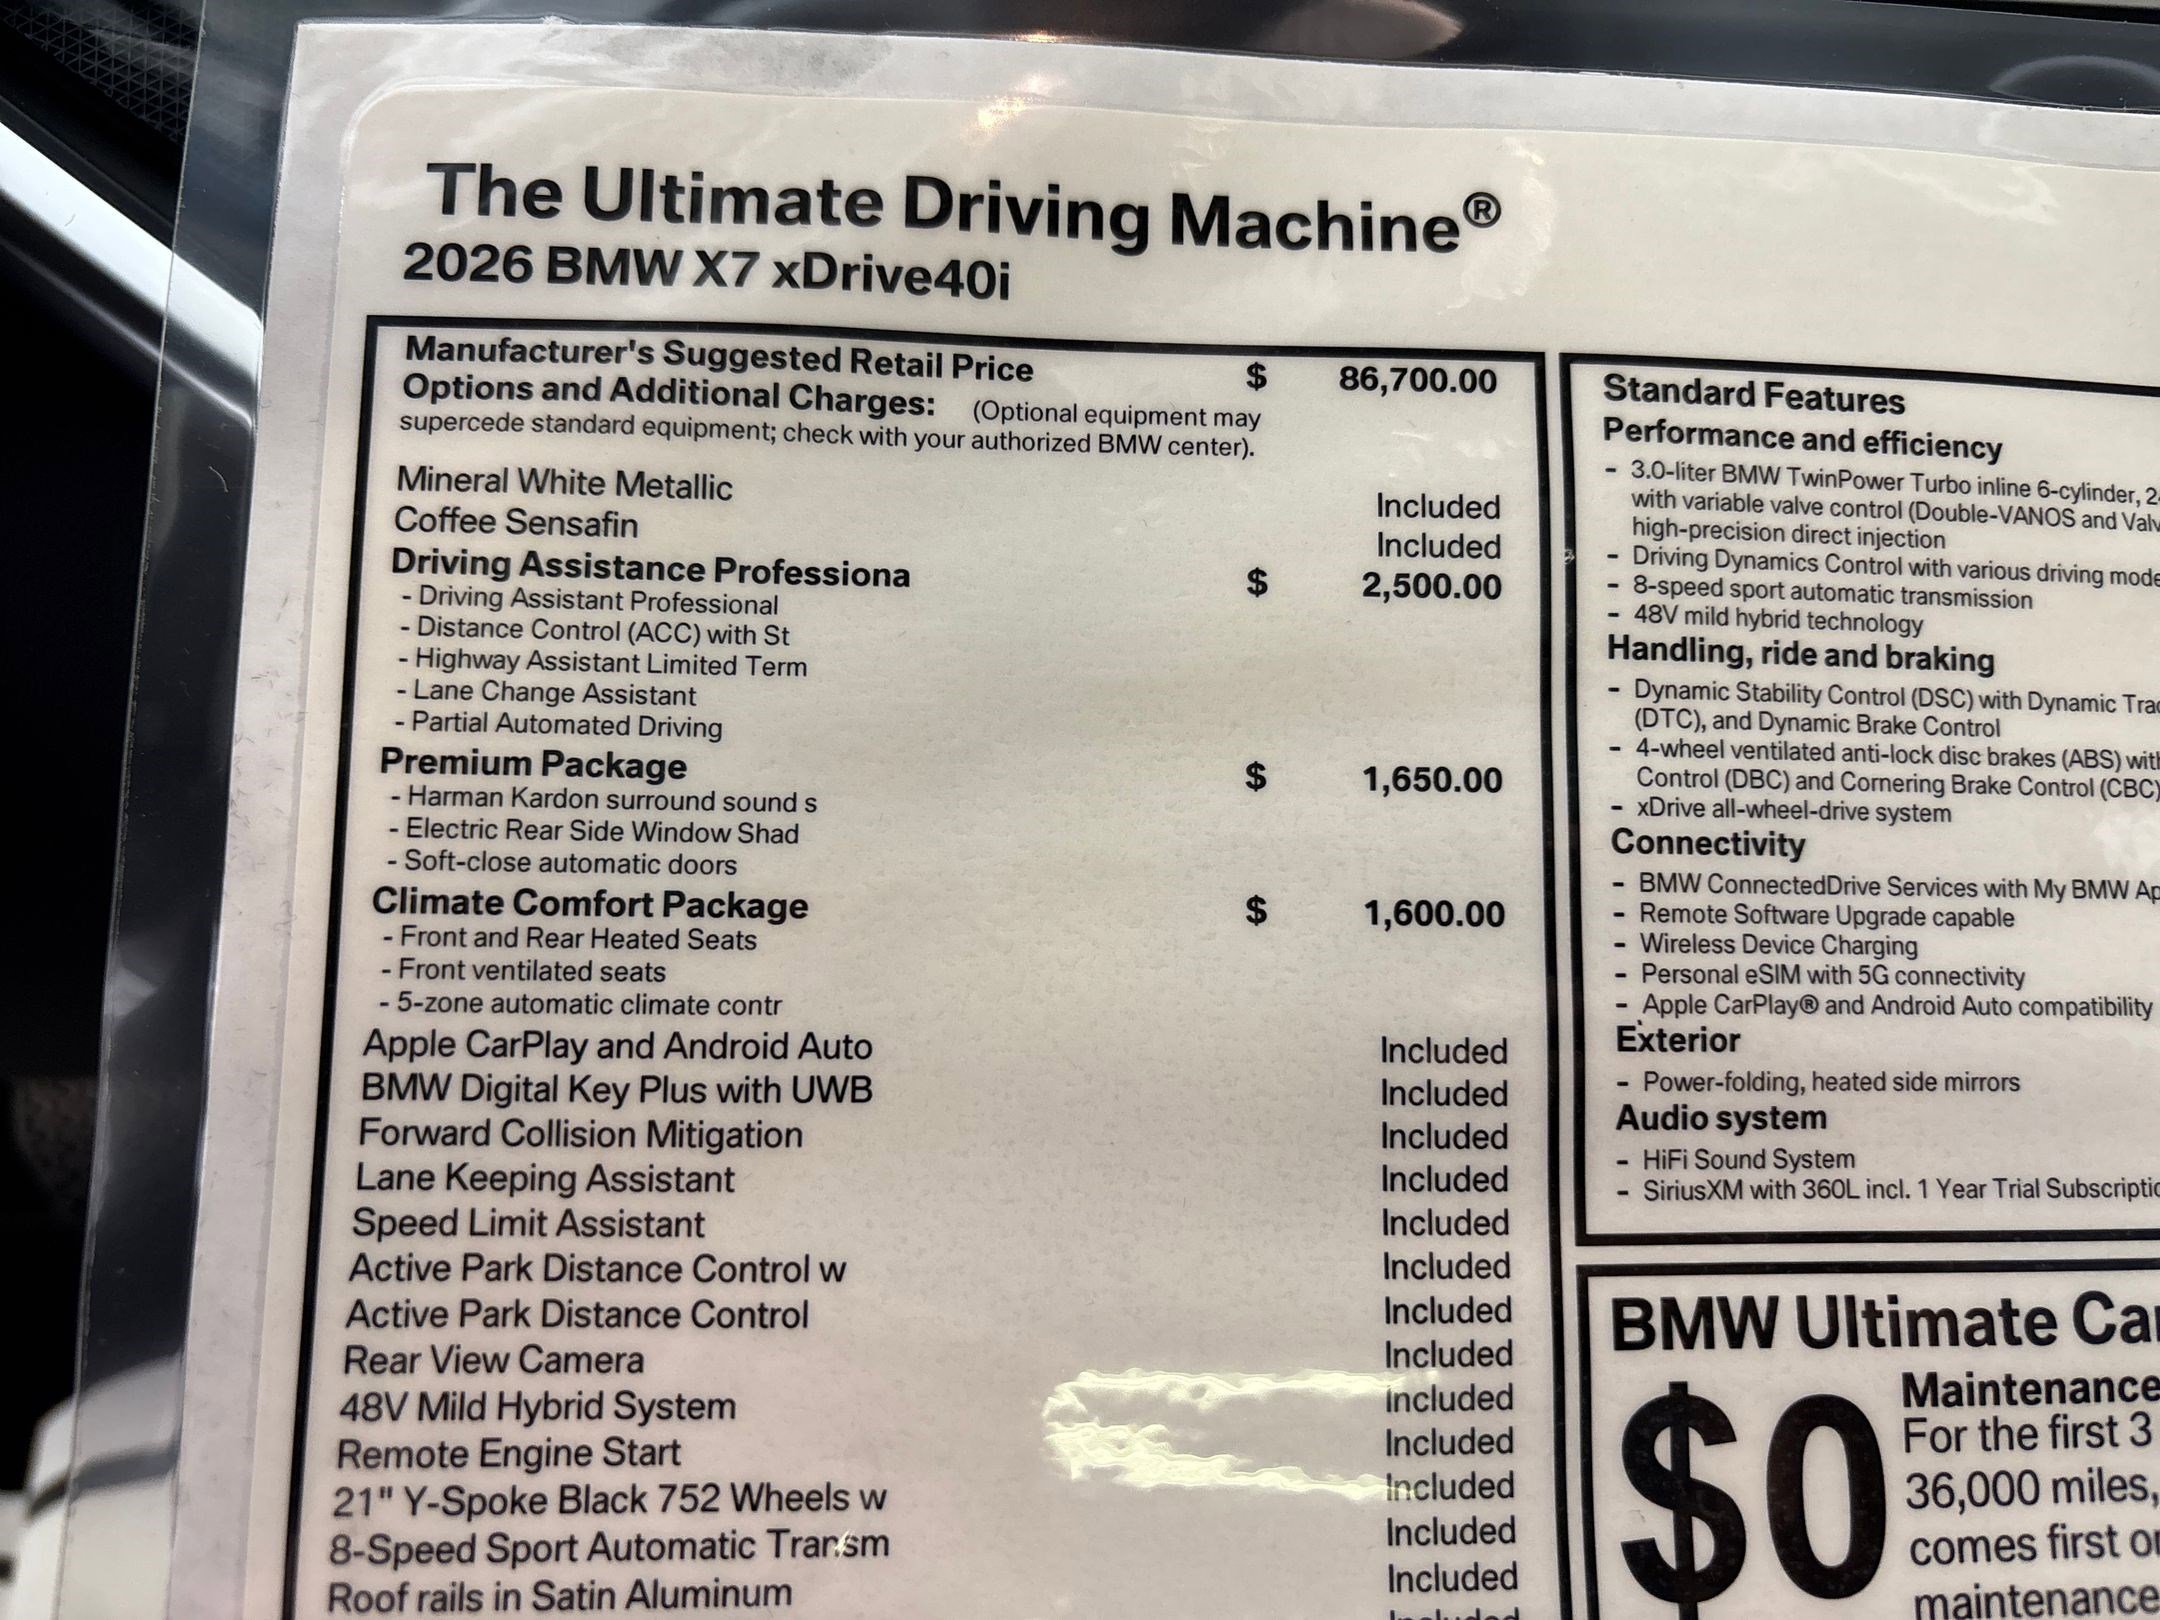 The Ultimate Driving Machine®
2026 BMW X7 xDrive40i
Manufacturer's Suggested Retail Price $ 86,700.00
Options and Additional Charges: (Optional equipment may
supercede standard equipment; check with your authorized BMW center).
Mineral White Metallic Included
Coffee Sensafin Included
Driving Assistance Professiona $ 2,500.00
- Driving Assistant Professional
- Distance Control (ACC) with St
- Highway Assistant Limited Term
- Lane Change Assistant
- Partial Automated Driving
Premium Package $ 1,650.00
- Harman Kardon surround sound s
- Electric Rear Side Window Shad
- Soft-close automatic doors
Climate Comfort Package $ 1,600.00
- Front and Rear Heated Seats
- Front ventilated seats
- 5-zone automatic climate contr
Apple CarPlay and Android Auto Included
BMW Digital Key Plus with UWB Included
Forward Collision Mitigation Included
Lane Keeping Assistant Included
Speed Limit Assistant Included
Active Park Distance Control w Included
Active Park Distance Control Included
Rear View Camera Included
48V Mild Hybrid System Included
Remote Engine Start Included
21" Y-Spoke Black 752 Wheels w Included
8-Speed Sport Automatic Transm Included
Roof rails in Satin Aluminum Included
Included
Standard Features
Performance and efficiency
- 3.0-liter BMW TwinPower Turbo inline 6-cylinder, 2
with variable valve control (Double-VANOS and Valv
high-precision direct injection
- Driving Dynamics Control with various driving mode
- 8-speed sport automatic transmission
- 48V mild hybrid technology
Handling, ride and braking
- Dynamic Stability Control (DSC) with Dynamic Trac
(DTC), and Dynamic Brake Control
- 4-wheel ventilated anti-lock disc brakes (ABS) with
Control (DBC) and Cornering Brake Control (CBC)
- xDrive all-wheel-drive system
Connectivity
- BMW ConnectedDrive Services with My BMW Ap
- Remote Software Upgrade capable
- Wireless Device Charging
- Personal eSIM with 5G connectivity
- Apple CarPlay® and Android Auto compatibility
Exterior
- Power-folding, heated side mirrors
Audio system
- HiFi Sound System
- SiriusXM with 360L incl. 1 Year Trial Subscriptio
BMW Ultimate Car
$0
Maintenance
For the first 3
36,000 miles,
comes first or
maintenance